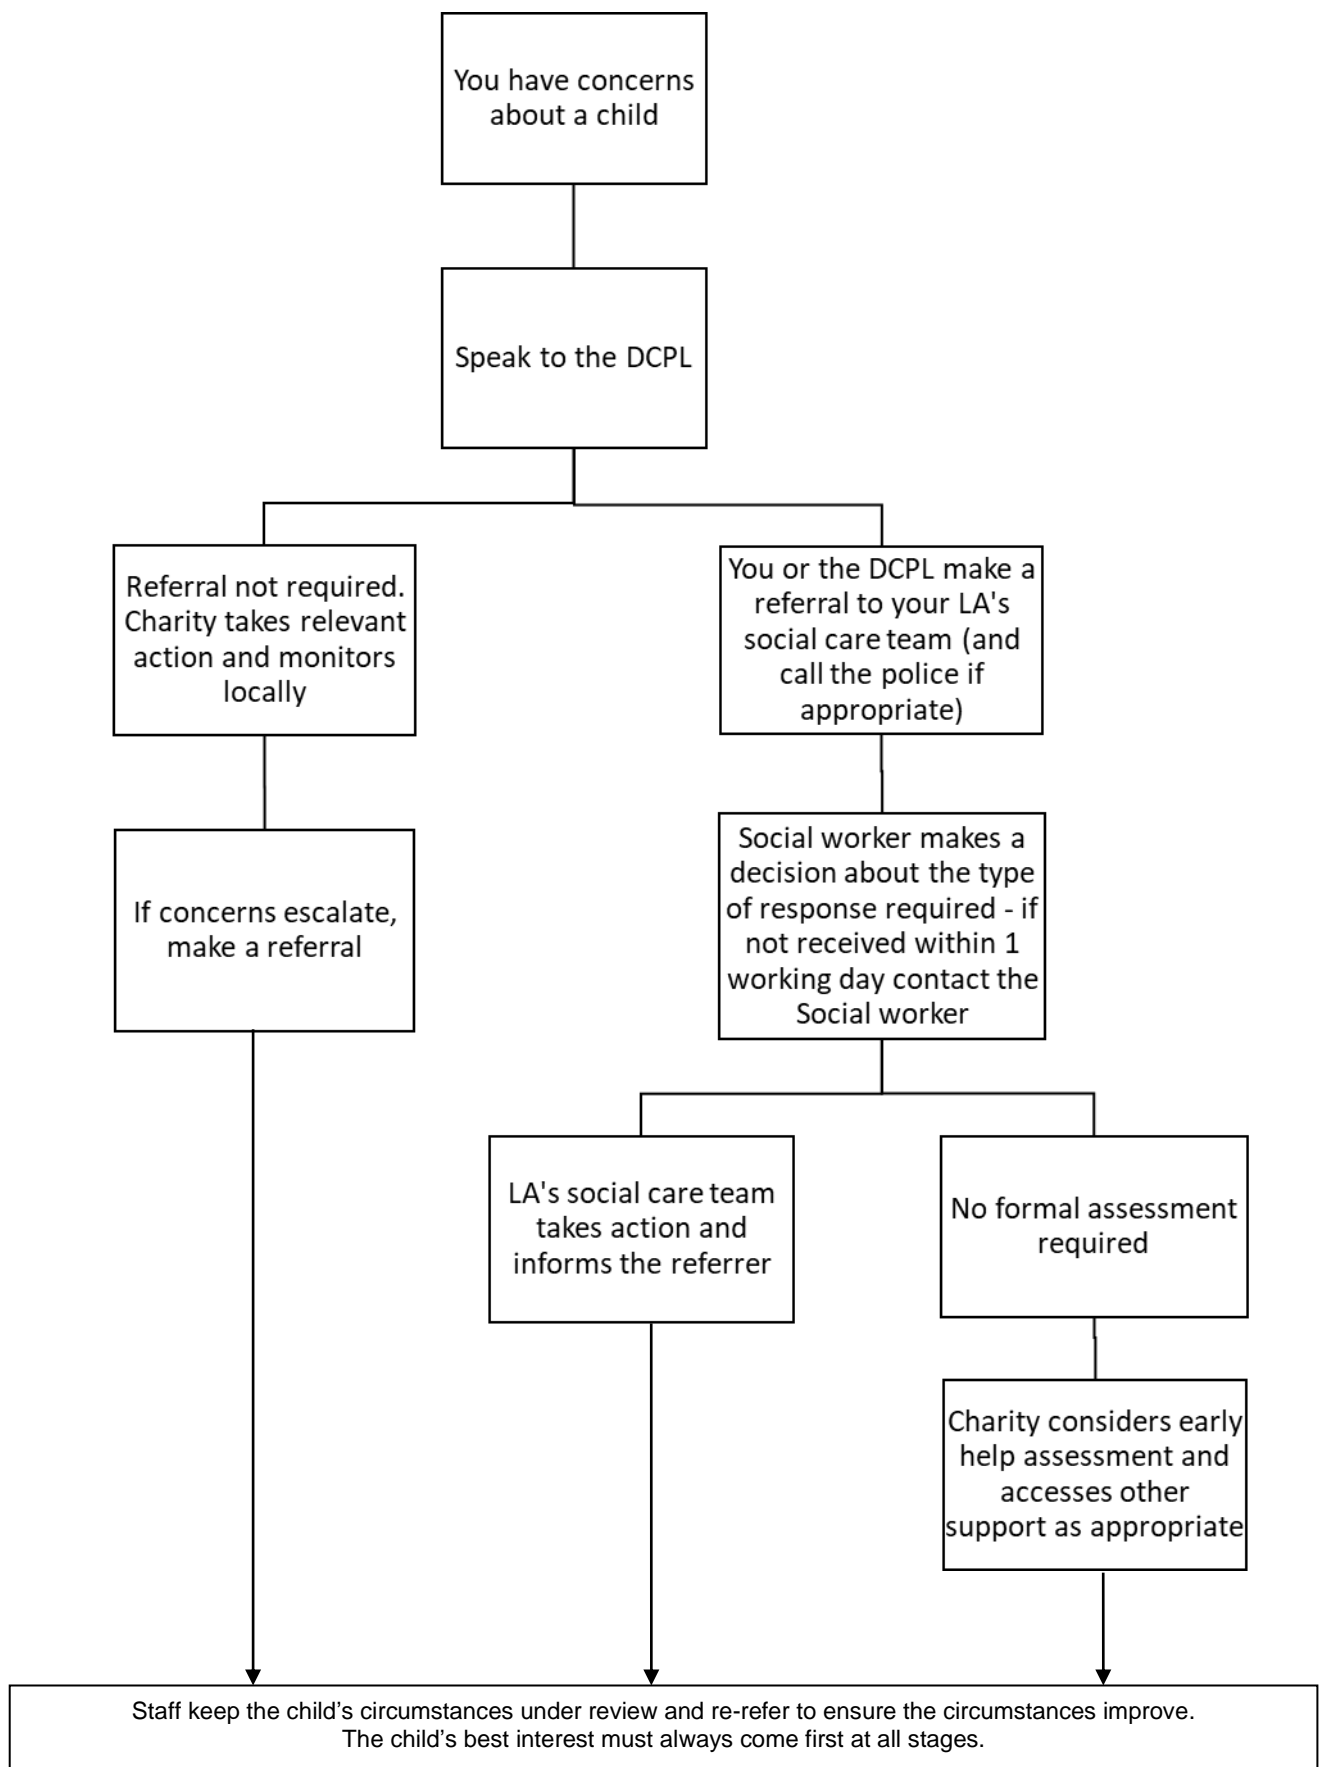 You have concerns
about a child
Speak to the DCPL
Referral not required.
Charity takes relevant
action and monitors
locally
If concerns escalate,
make a referral
You or the DCPL make a
referral to your LA's
social care team (and
call the police if
appropriate)
Social worker makes a
decision about the type
of response required - if
not received within 1
working day contact the
Social worker
LA's social care team
takes action and
informs the referrer
No formal assessment
required
Charity considers early
help assessment and
accesses other
support as appropriate
Staff keep the child’s circumstances under review and re-refer to ensure the circumstances improve.
The child’s best interest must always come first at all stages.